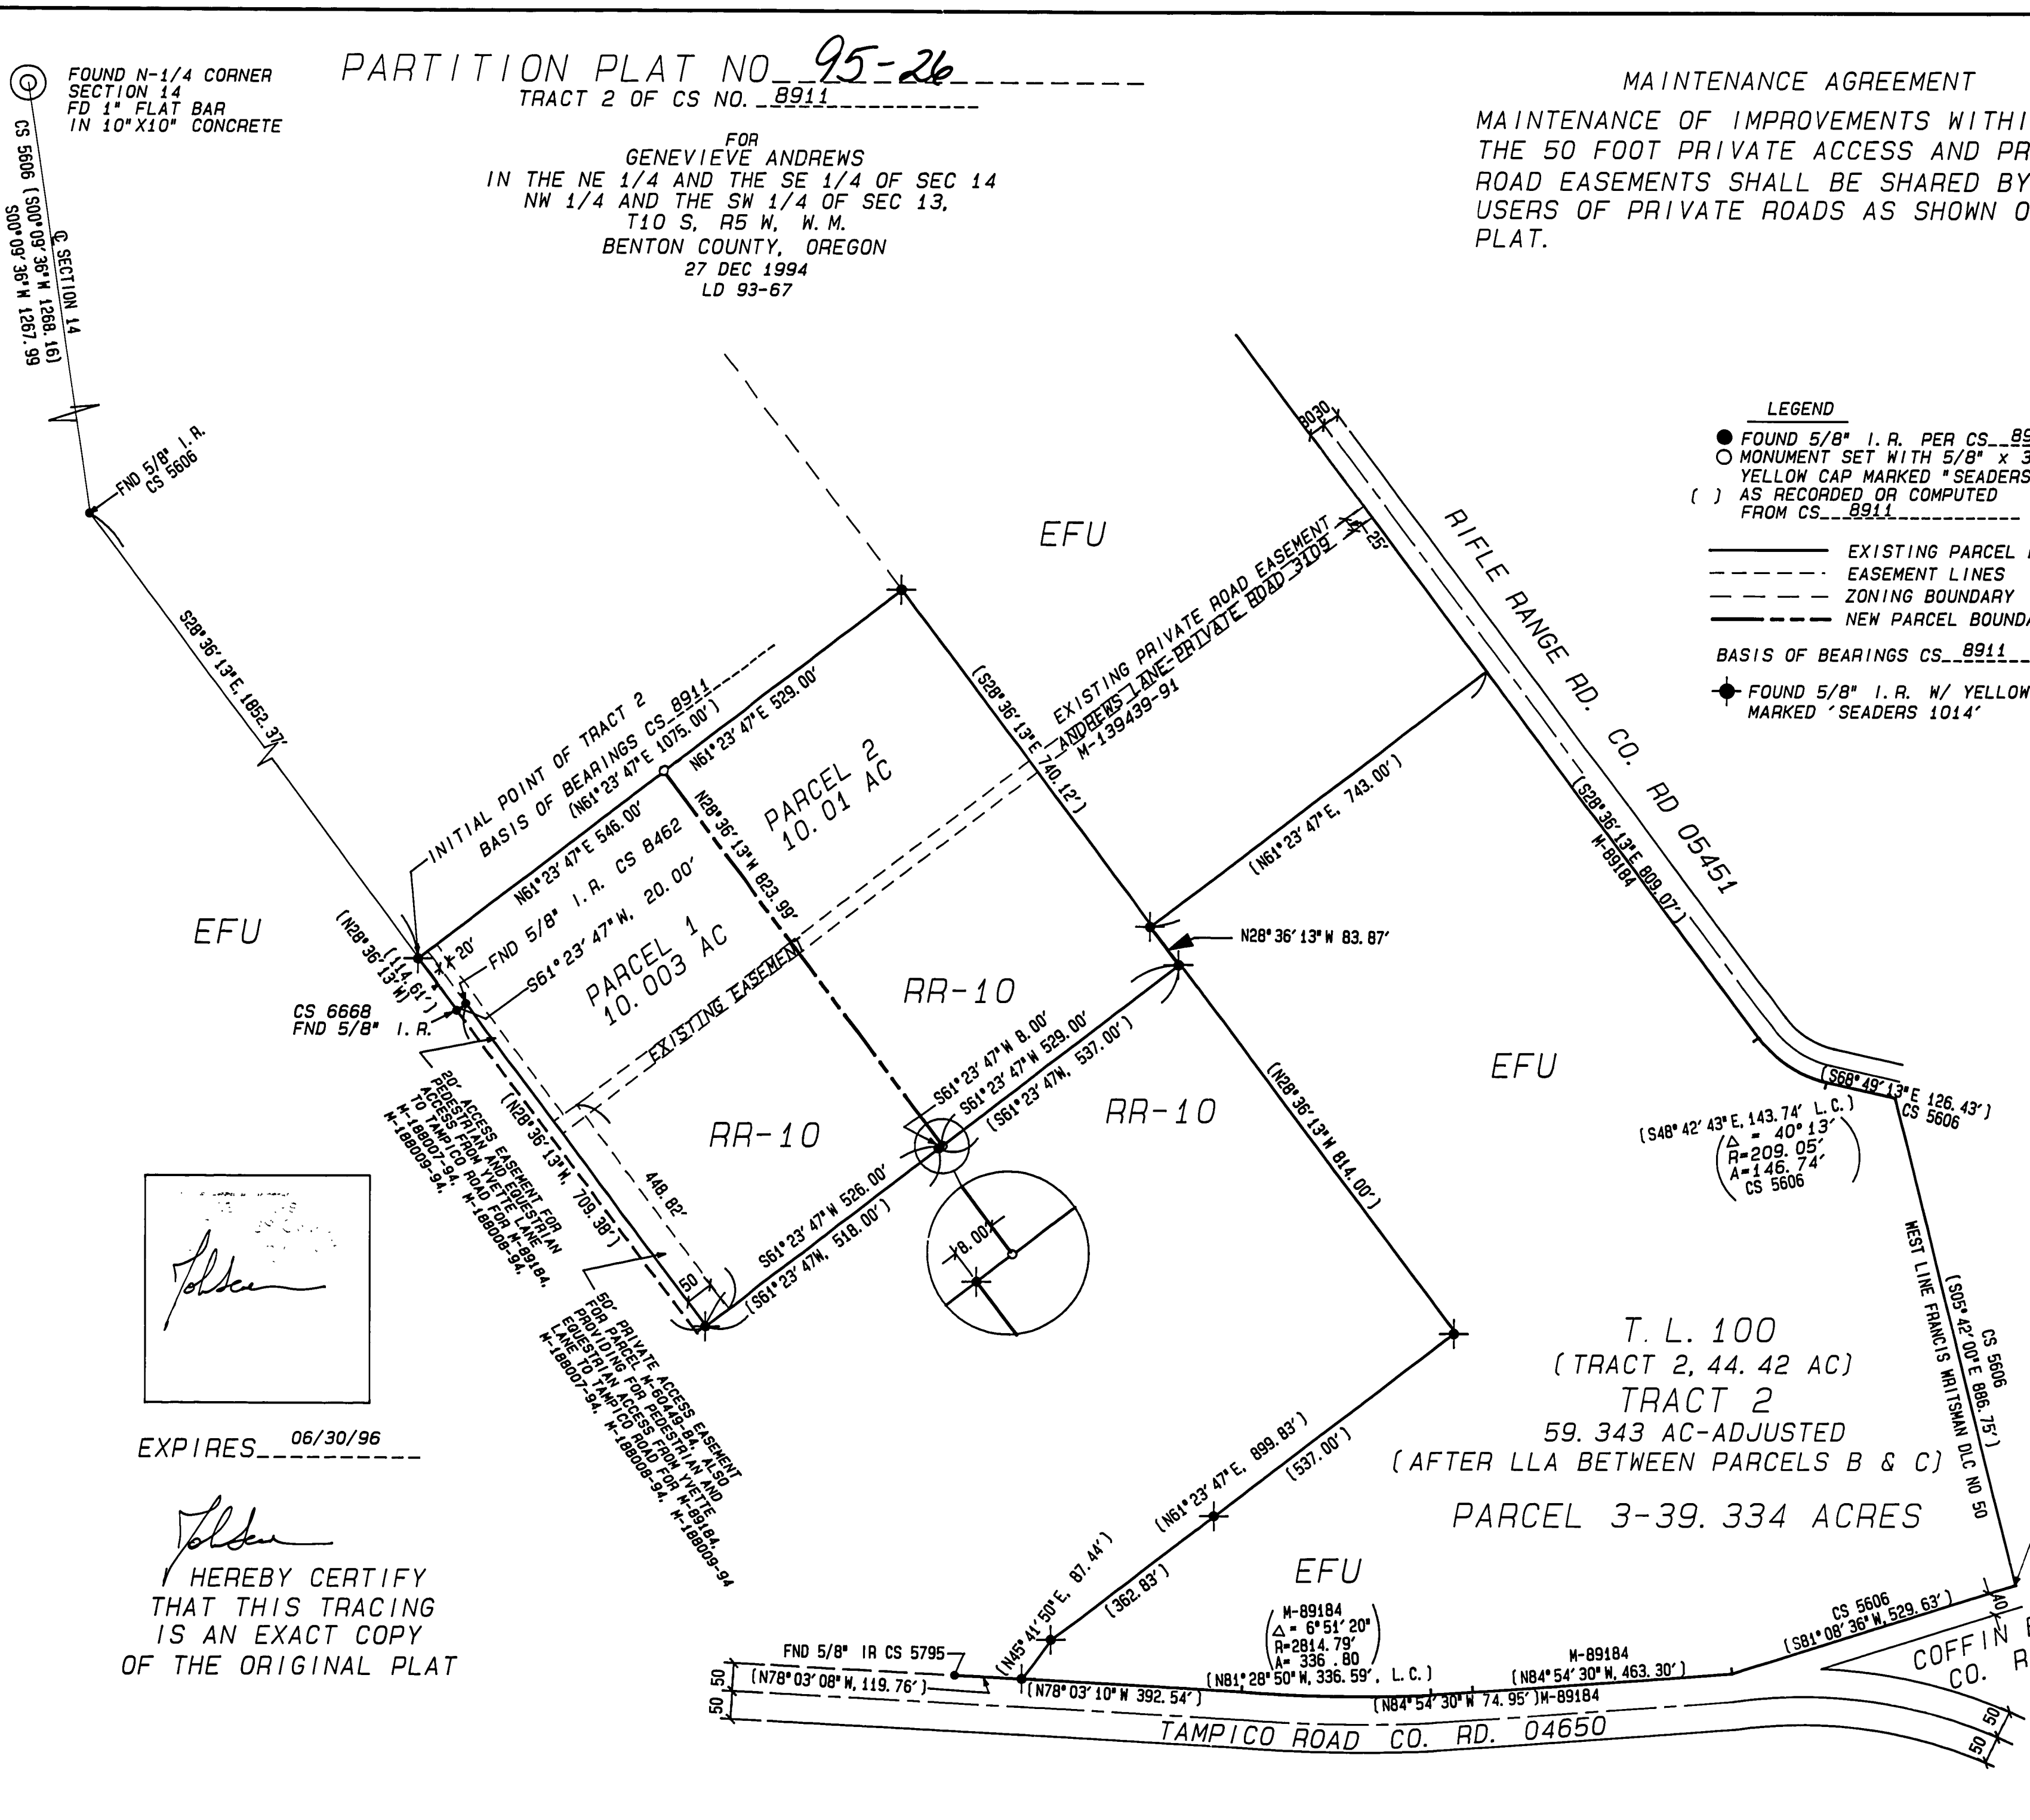 FOUND N-1/4 CORNER
SECTION 14
FD 1" FLAT BAR
IN 10"X10" CONCRETE
PARTITION PLAT NO 95-26
TRACT 2 OF CS NO. 8911
FOR
GENEVIEVE ANDREWS
IN THE NE 1/4 AND THE SE 1/4 OF SEC 14
NW 1/4 AND THE SW 1/4 OF SEC 13,
T10 S, R5 W, W.M.
BENTON COUNTY, OREGON
27 DEC 1994
LD 93-67
MAINTENANCE AGREEMENT
MAINTENANCE OF IMPROVEMENTS WITHI
THE 50 FOOT PRIVATE ACCESS AND PR
ROAD EASEMENTS SHALL BE SHARED BY
USERS OF PRIVATE ROADS AS SHOWN O
PLAT.
LEGEND
FOUND 5/8" I.R. PER CS 89
MONUMENT SET WITH 5/8" x 3
YELLOW CAP MARKED "SEADERS
( ) AS RECORDED OR COMPUTED
FROM CS 8911
EXISTING PARCEL
EASEMENT LINES
ZONING BOUNDARY
NEW PARCEL BOUNDA
BASIS OF BEARINGS CS 8911
FOUND 5/8" I.R. W/ YELLOW
MARKED 'SEADERS 1014'
℄ SECTION 14
CS 5606 (S00°09'36"W 1268.16)
S00°09'36"W 1267.99
FND 5/8" I.R.
CS 5606
S28°36'13"E, 1852.37'
EFU
3030
25'
RIFLE RANGE RD. CO. RD 05451
EXISTING PRIVATE ROAD EASEMENT
ANDREWS LANE-PRIVATE ROAD 3109
M-139439-91
(S28°36'13"E 740.12')
INITIAL POINT OF TRACT 2
BASIS OF BEARINGS CS 8911
(N61°23'47"E 1075.00')
N61°23'47"E 529.00'
N61°23'47"E 546.00'
FND 5/8" I.R. CS 8462
S61°23'47"W, 20.00'
PARCEL 2
10.01 AC
N28°36'13"W 823.99'
PARCEL 1
10.003 AC
EXISTING EASEMENT
EFU
20'
(N28°36'13"W)
(114.61')
CS 6668
FND 5/8" I.R.
(N61°23'47"E, 743.00')
(S28°36'13"E 809.07')
M-89184
N28°36'13"W 83.87'
RR-10
RR-10
RR-10
EFU
S61°23'47"W 8.00'
S61°23'47"W 529.00'
(S61°23'47W, 537.00')
(N28°36'13"W 814.00')
(S68°49'13"E 126.43')
CS 5606
(S48°42'43"E, 143.74' L.C.)
Δ = 40°13'
R=209.05'
A=146.74'
CS 5606
20' ACCESS EASEMENT FOR
PEDESTRIAN AND EQUESTRIAN
ACCESS FROM YVETTE LANE
TO TAMPICO ROAD FOR M-89184,
M-188007-94, M-188008-94,
M-188009-94.
(N28°36'13"W, 709.38')
448.82'
50
S61°23'47"W 526.00'
(S61°23'47W, 518.00')
8.00'
50' PRIVATE ACCESS EASEMENT
FOR PARCEL M-60449-84, ALSO
PROVIDING FOR PEDESTRIAN AND
EQUESTRIAN ACCESS FROM YVETTE
LANE TO TAMPICO ROAD FOR M-89184,
M-188007-94, M-188008-94, M-188009-94
WEST LINE FRANCIS WRITSMAN DLC NO 50
(S05°42'00"E 886.75')
CS 5606
T.L. 100
(TRACT 2, 44.42 AC)
TRACT 2
59.343 AC-ADJUSTED
(AFTER LLA BETWEEN PARCELS B & C)
PARCEL 3-39.334 ACRES
EXPIRES 06/30/96
I HEREBY CERTIFY
THAT THIS TRACING
IS AN EXACT COPY
OF THE ORIGINAL PLAT
(N61°23'47"E, 899.83')
(537.00')
(362.83')
(N45°41'50"E, 87.44')
EFU
M-89184
Δ = 6°51'20"
R=2814.79'
A= 336.80
FND 5/8" IR CS 5795
(N78°03'08"W, 119.76')
(N78°03'10"W 392.54')
(N81°28'50"W, 336.59', L.C.)
(N84°54'30"W 74.95')M-89184
M-89184
(N84°54'30"W, 463.30')
CS 5606
(S81°08'36"W, 529.63')
40
COFFIN
CO. R
50
50
TAMPICO ROAD CO. RD. 04650
50
50